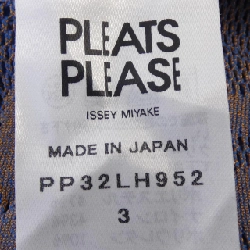 PLEATS
PLEASE
ISSEY MIYAKE
MADE IN JAPAN
PP32LH952
3